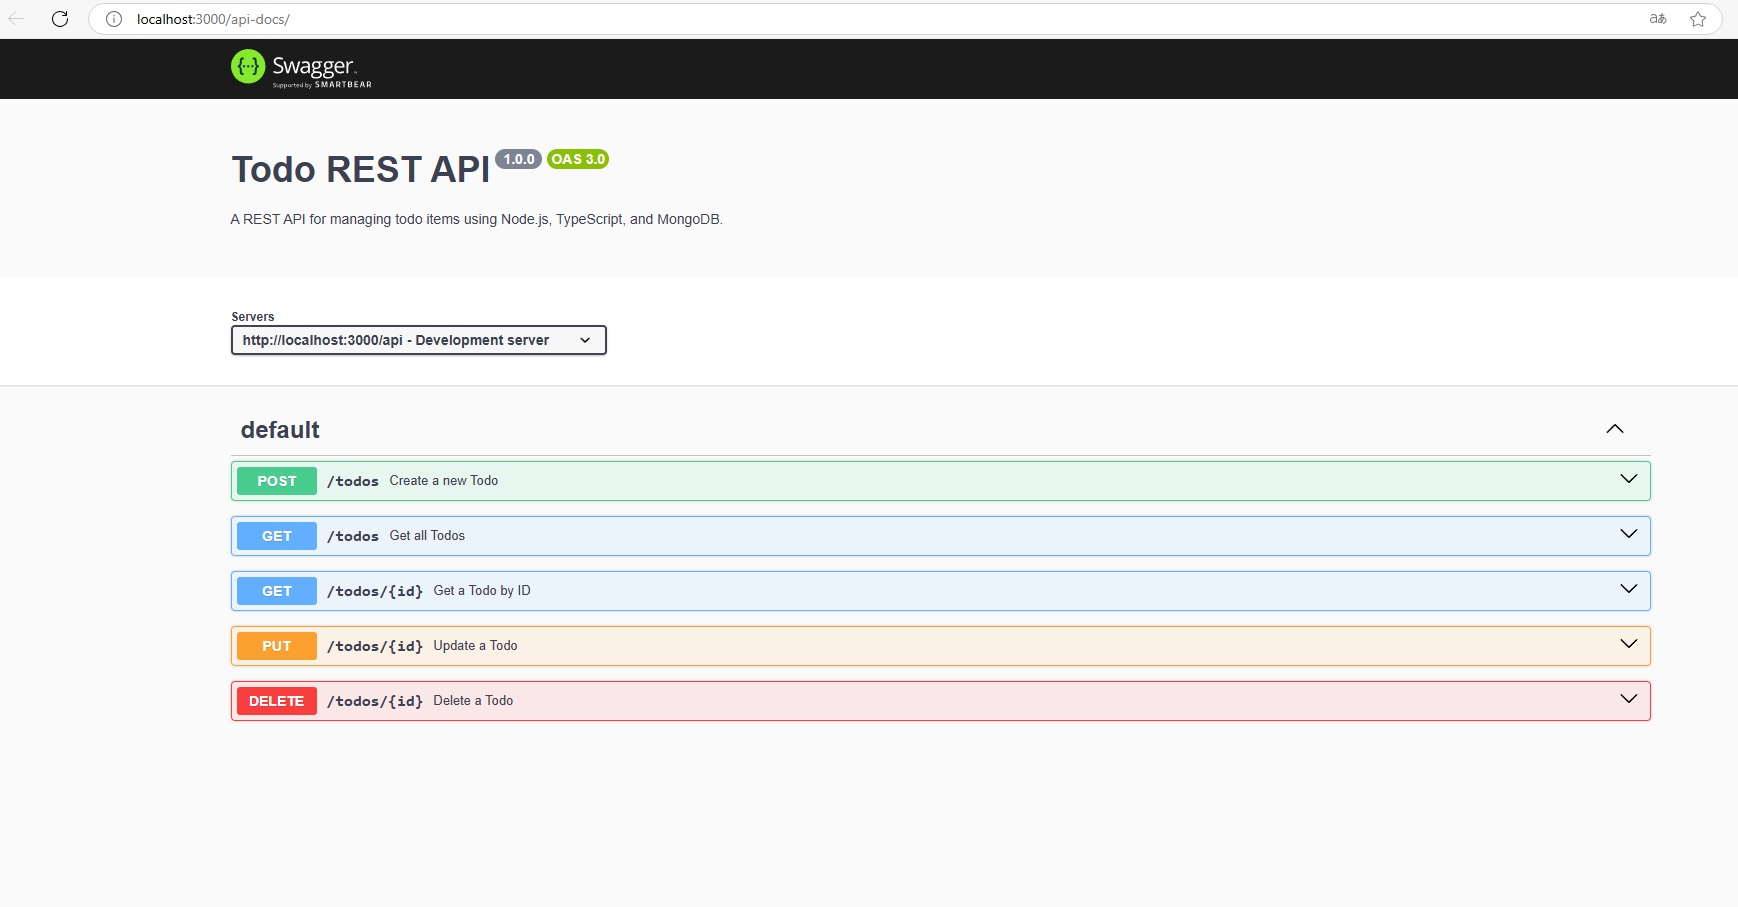 localhost:3000/api-docs/
aあ
{···} Swagger.
Supported by SMARTBEAR
Todo REST API 1.0.0 OAS 3.0
A REST API for managing todo items using Node.js, TypeScript, and MongoDB.
Servers
http://localhost:3000/api - Development server
default
POST /todos Create a new Todo
GET /todos Get all Todos
GET /todos/{id} Get a Todo by ID
PUT /todos/{id} Update a Todo
DELETE /todos/{id} Delete a Todo